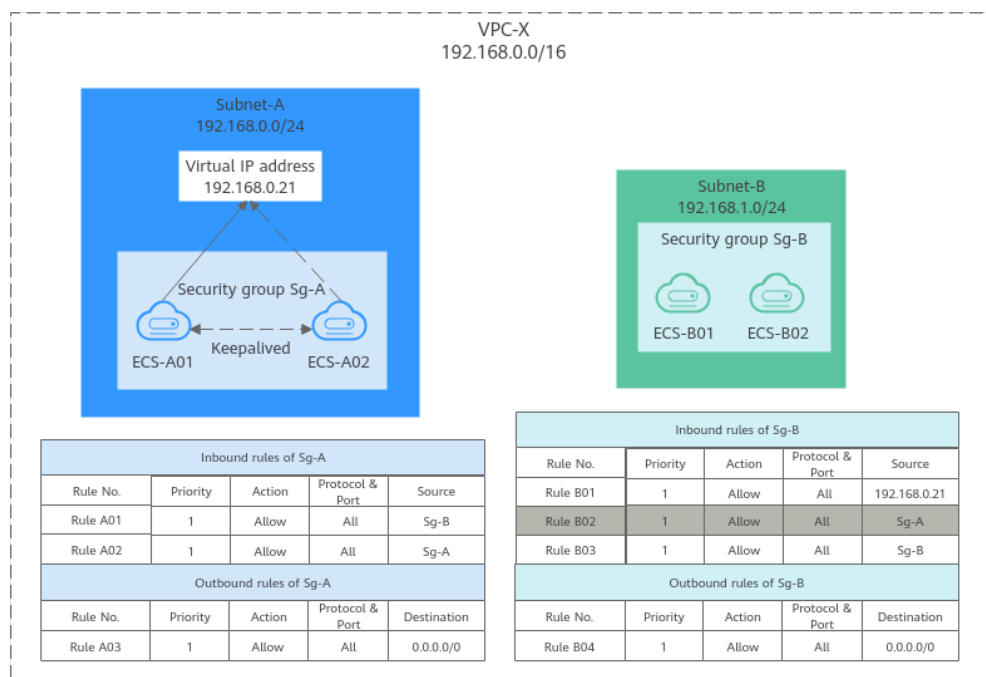 VPC-X
192.168.0.0/16
Subnet-A
192.168.0.0/24
Virtual IP address
192.168.0.21
Security group Sg-A
Keepalived
ECS-A01
ECS-A02
Subnet-B
192.168.1.0/24
Security group Sg-B
ECS-B01
ECS-B02
Inbound rules of Sg-A
Rule No. Priority Action Protocol & Port Source
Rule A01 1 Allow All Sg-B
Rule A02 1 Allow All Sg-A
Outbound rules of Sg-A
Rule No. Priority Action Protocol & Port Destination
Rule A03 1 Allow All 0.0.0.0/0
Inbound rules of Sg-B
Rule No. Priority Action Protocol & Port Source
Rule B01 1 Allow All 192.168.0.21
Rule B02 1 Allow All Sg-A
Rule B03 1 Allow All Sg-B
Outbound rules of Sg-B
Rule No. Priority Action Protocol & Port Destination
Rule B04 1 Allow All 0.0.0.0/0